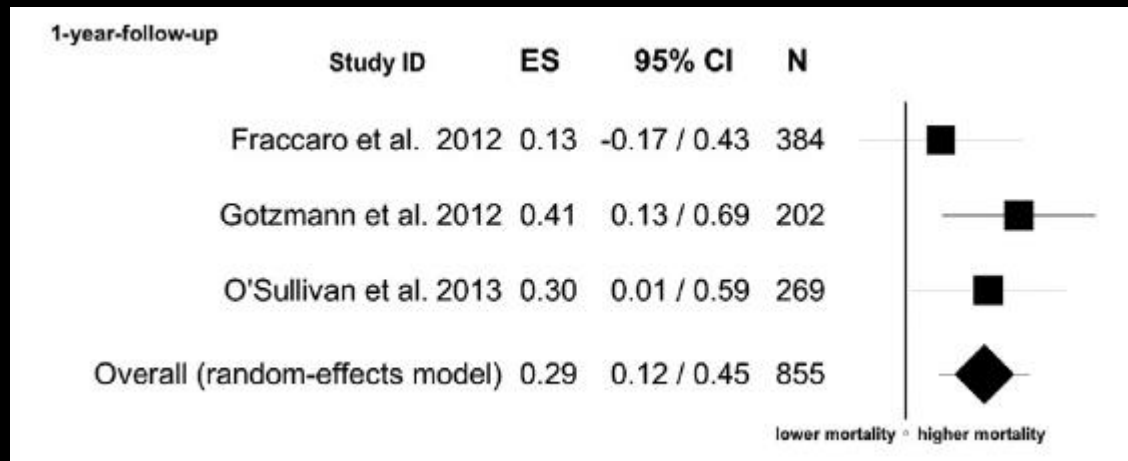 1-year-follow-up
Study ID ES 95% CI N
Fraccaro et al. 2012 0.13 -0.17 / 0.43 384
Gotzmann et al. 2012 0.41 0.13 / 0.69 202
O'Sullivan et al. 2013 0.30 0.01 / 0.59 269
Overall (random-effects model) 0.29 0.12 / 0.45 855
lower mortality ° higher mortality